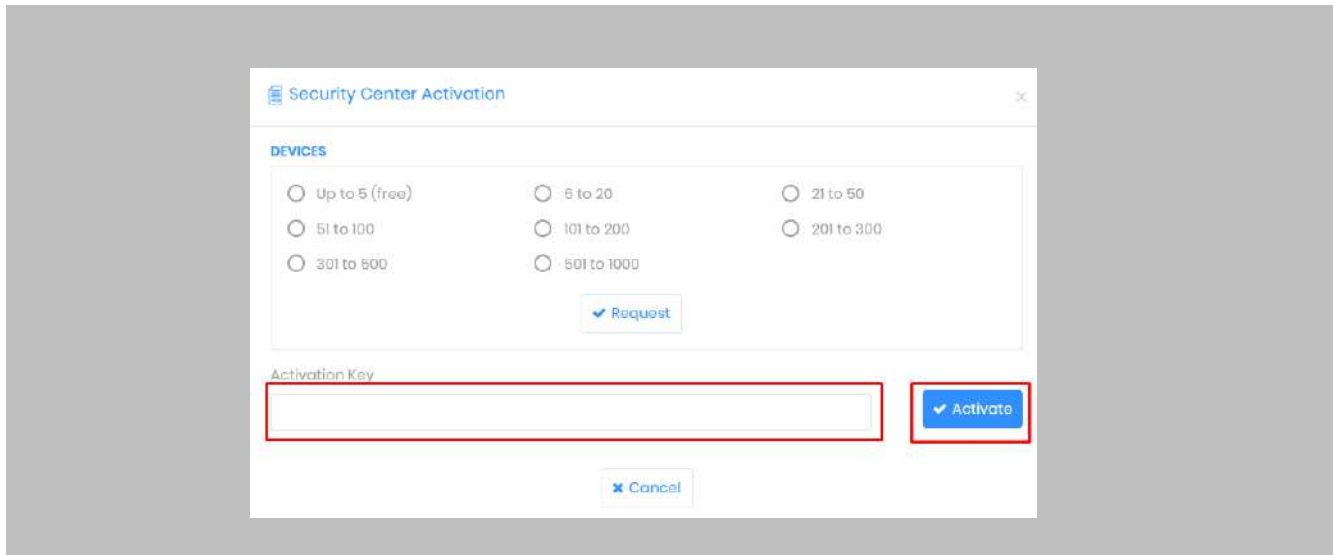 Security Center Activation
DEVICES
Up to 5 (free) 6 to 20 21 to 50
51 to 100 101 to 200 201 to 300
301 to 500 501 to 1000
Request
Activation Key
Activate
Cancel